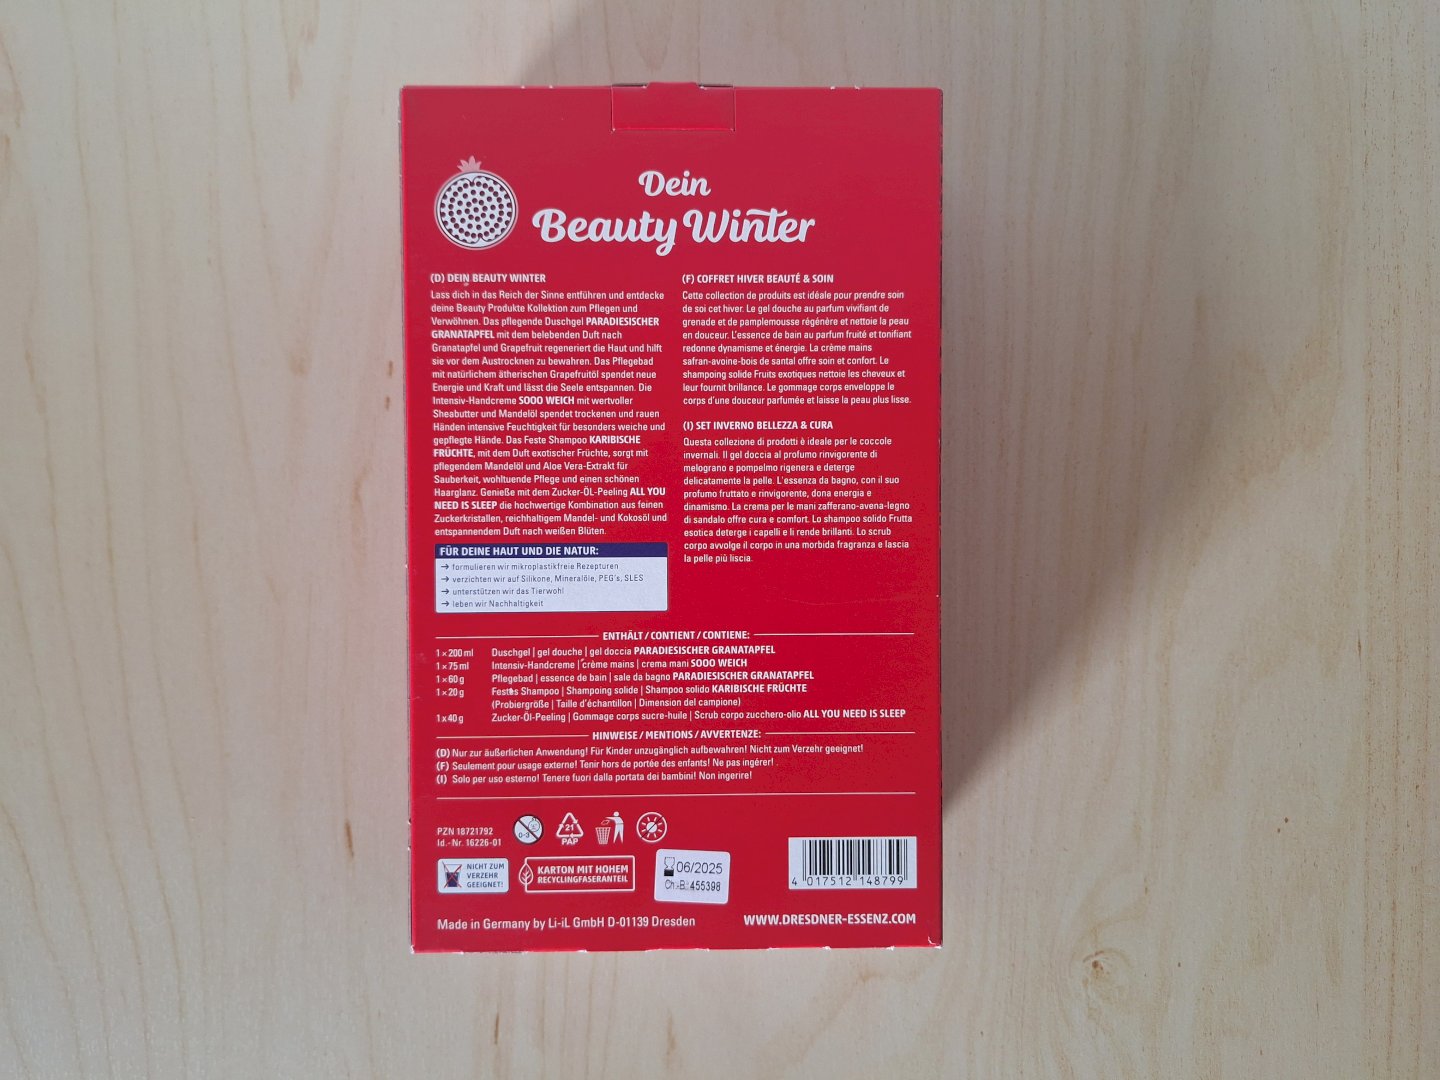 Dein
Beauty Winter
(D) DEIN BEAUTY WINTER
Lass dich in das Reich der Sinne entführen und entdecke
deine Beauty Produkte Kollektion zum Pflegen und
Verwöhnen. Das pflegende Duschgel PARADIESISCHER
GRANATAPFEL mit dem belebenden Duft nach
Granatapfel und Grapefruit regeneriert die Haut und hilft
sie vor dem Austrocknen zu bewahren. Das Pflegebad
mit natürlichem ätherischen Grapefruitöl spendet neue
Energie und Kraft und lässt die Seele entspannen. Die
Intensiv-Handcreme SOOO WEICH mit wertvoller
Sheabutter und Mandelöl spendet trockenen und rauen
Händen intensive Feuchtigkeit für besonders weiche und
gepflegte Hände. Das Feste Shampoo KARIBISCHE
FRÜCHTE, mit dem Duft exotischer Früchte, sorgt mit
pflegendem Mandelöl und Aloe Vera-Extrakt für
Sauberkeit, wohltuende Pflege und einen schönen
Haarglanz. Genieße mit dem Zucker-ÖL-Peeling ALL YOU
NEED IS SLEEP die hochwertige Kombination aus feinen
Zuckerkristallen, reichhaltigem Mandel- und Kokosöl und
entspannendem Duft nach weißen Blüten.
FÜR DEINE HAUT UND DIE NATUR:
→ formulieren wir mikroplastikfreie Rezepturen
→ verzichten wir auf Silikone, Mineralöle, PEG's, SLES
→ unterstützen wir das Tierwohl
→ leben wir Nachhaltigkeit
(F) COFFRET HIVER BEAUTÉ & SOIN
Cette collection de produits est idéale pour prendre soin
de soi cet hiver. Le gel douche au parfum vivifiant de
grenade et de pamplemousse régénère et nettoie la peau
en douceur. L'essence de bain au parfum fruité et tonifiant
redonne dynamisme et énergie. La crème mains
safran-avoine-bois de santal offre soin et confort. Le
shampoing solide Fruits exotiques nettoie les cheveux et
leur fournit brillance. Le gommage corps enveloppe le
corps d'une douceur parfumée et laisse la peau plus lisse.
(I) SET INVERNO BELLEZZA & CURA
Questa collezione di prodotti è ideale per le coccole
invernali. Il gel doccia al profumo rinvigorente di
melograno e pompelmo rigenera e deterge
delicatamente la pelle. L'essenza da bagno, con il suo
profumo fruttato e rinvigorente, dona energia e
dinamismo. La crema per le mani zafferano-avena-legno
di sandalo offre cura e comfort. Lo shampoo solido Frutta
esotica deterge i capelli e li rende brillanti. Lo scrub
corpo avvolge il corpo in una morbida fragranza e lascia
la pelle più liscia.
ENTHÄLT / CONTIENT / CONTIENE:
1 x 200 ml Duschgel | gel douche | gel doccia PARADIESISCHER GRANATAPFEL
1 x 75 ml Intensiv-Handcreme | crème mains | crema mani SOOO WEICH
1 x 60 g Pflegebad | essence de bain | sale da bagno PARADIESISCHER GRANATAPFEL
1 x 20 g Festes Shampoo | Shampoing solide | Shampoo solido KARIBISCHE FRÜCHTE
(Probiergröße | Taille d'échantillon | Dimension del campione)
1 x 40 g Zucker-Öl-Peeling | Gommage corps sucre-huile | Scrub corpo zucchero-olio ALL YOU NEED IS SLEEP
HINWEISE / MENTIONS / AVVERTENZE:
(D) Nur zur äußerlichen Anwendung! Für Kinder unzugänglich aufbewahren! Nicht zum Verzehr geeignet!
(F) Seulement pour usage externe! Tenir hors de portée des enfants! Ne pas ingérer!
(I) Solo per uso esterno! Tenere fuori dalla portata dei bambini! Non ingerire!
PZN 18721792
Id.- Nr. 16226-01
0-3
21
PAP
NICHT ZUM
VERZEHR
GEEIGNET!
KARTON MIT HOHEM
RECYCLINGFASERANTEIL
06/2025
Ch.-B.: 455398
4 017512 148799
Made in Germany by Li-iL GmbH D-01139 Dresden
WWW.DRESDNER-ESSENZ.COM